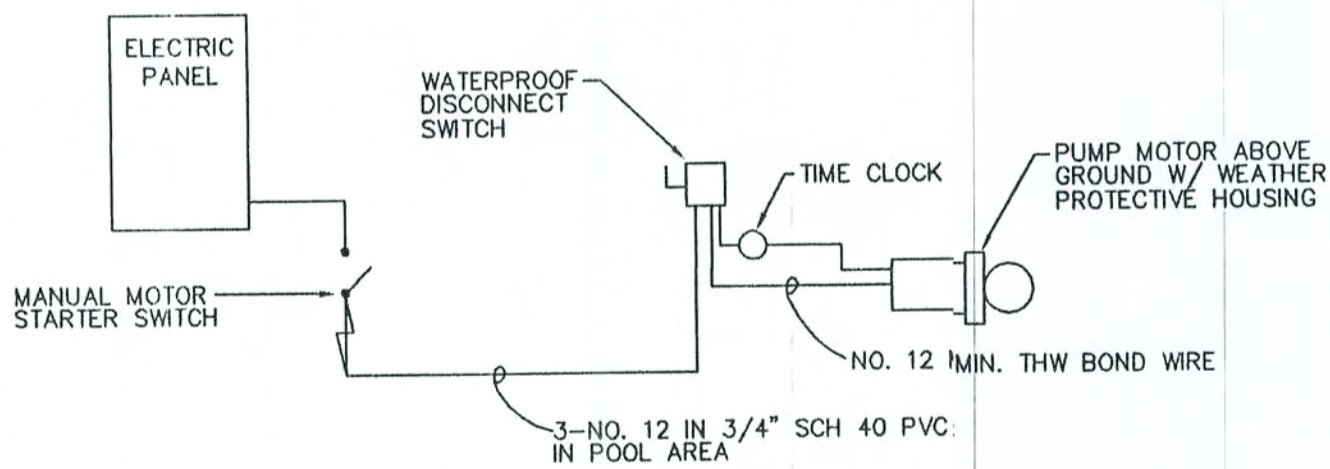 ELECTRIC
PANEL
WATERPROOF
DISCONNECT
SWITCH
TIME CLOCK
PUMP MOTOR ABOVE
GROUND W/ WEATHER
PROTECTIVE HOUSING
MANUAL MOTOR
STARTER SWITCH
NO. 12 MIN. THW BOND WIRE
3-NO. 12 IN 3/4" SCH 40 PVC
IN POOL AREA